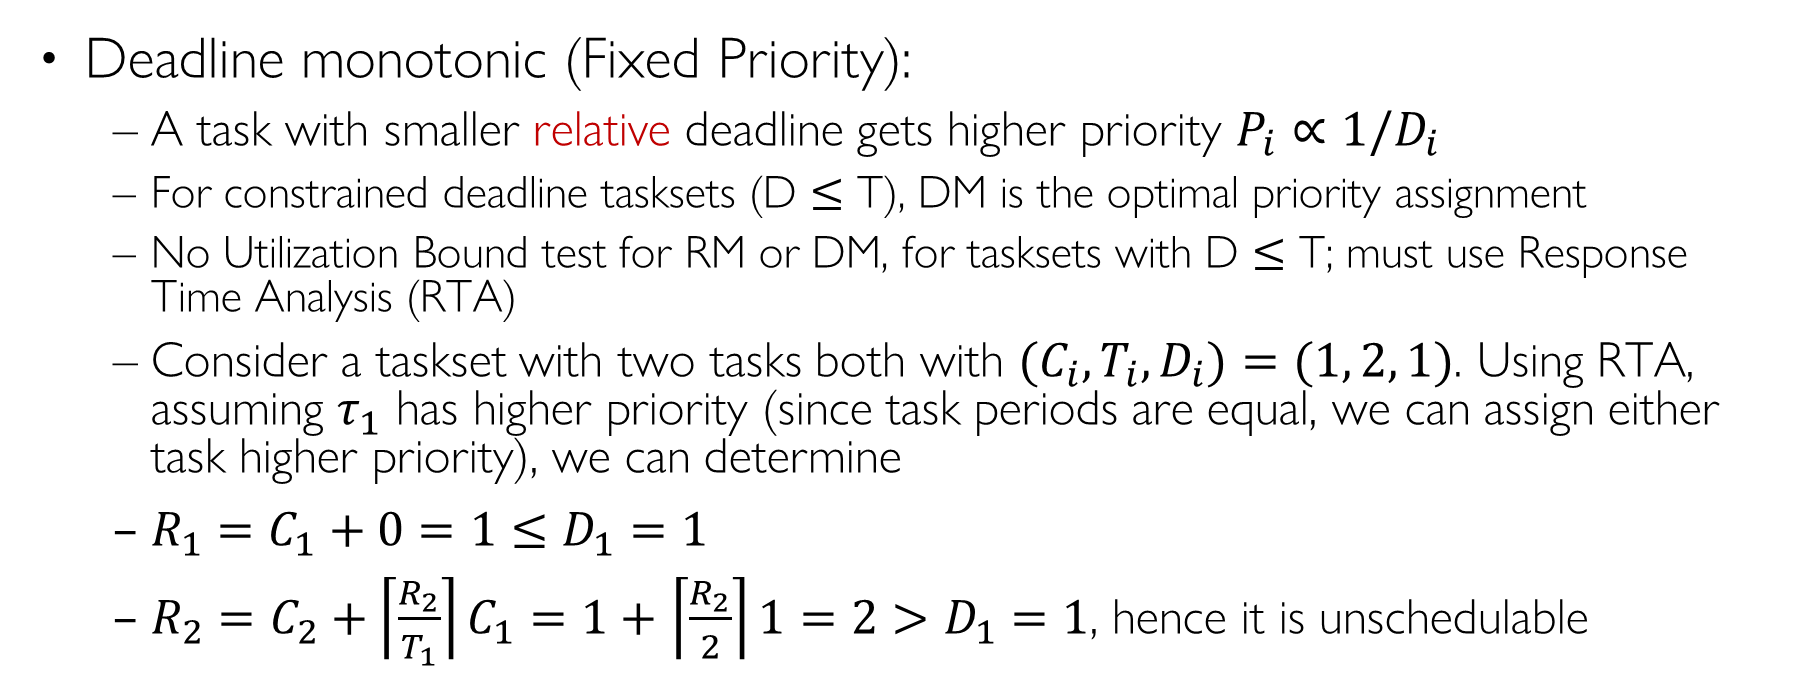 • Deadline monotonic (Fixed Priority):
– A task with smaller relative deadline gets higher priority 𝑃ᵢ ∝ 1/𝐷ᵢ
– For constrained deadline tasksets (D ≤ T), DM is the optimal priority assignment
– No Utilization Bound test for RM or DM, for tasksets with D ≤ T; must use Response
Time Analysis (RTA)
– Consider a taskset with two tasks both with (𝐶ᵢ, 𝑇ᵢ, 𝐷ᵢ) = (1, 2, 1). Using RTA,
assuming 𝜏₁ has higher priority (since task periods are equal, we can assign either
task higher priority), we can determine
– 𝑅₁ = 𝐶₁ + 0 = 1 ≤ 𝐷₁ = 1
– 𝑅₂ = 𝐶₂ + ⌈𝑅₂/𝑇₁⌉ 𝐶₁ = 1 + ⌈𝑅₂/2⌉ 1 = 2 > 𝐷₁ = 1, hence it is unschedulable